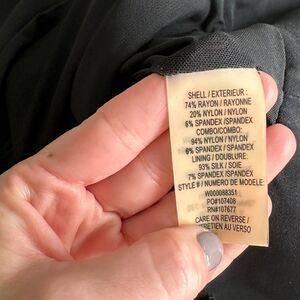 SHELL / EXTERIEUR :
74% RAYON / RAYONNE
20% NYLON / NYLON
6% SPANDEX /SPANDEX
COMBO/COMBO:
94% NYLON / NYLON
6% SPANDEX /SPANDEX
LINING / DOUBLURE:
93% SILK / SOIE
7% SPANDEX /SPANDEX
STYLE # / NUMERO DE MODELE:
W000088351
PO#107408
RN#107677
CARE ON REVERSE /
ENTRETIEN AU VERSO